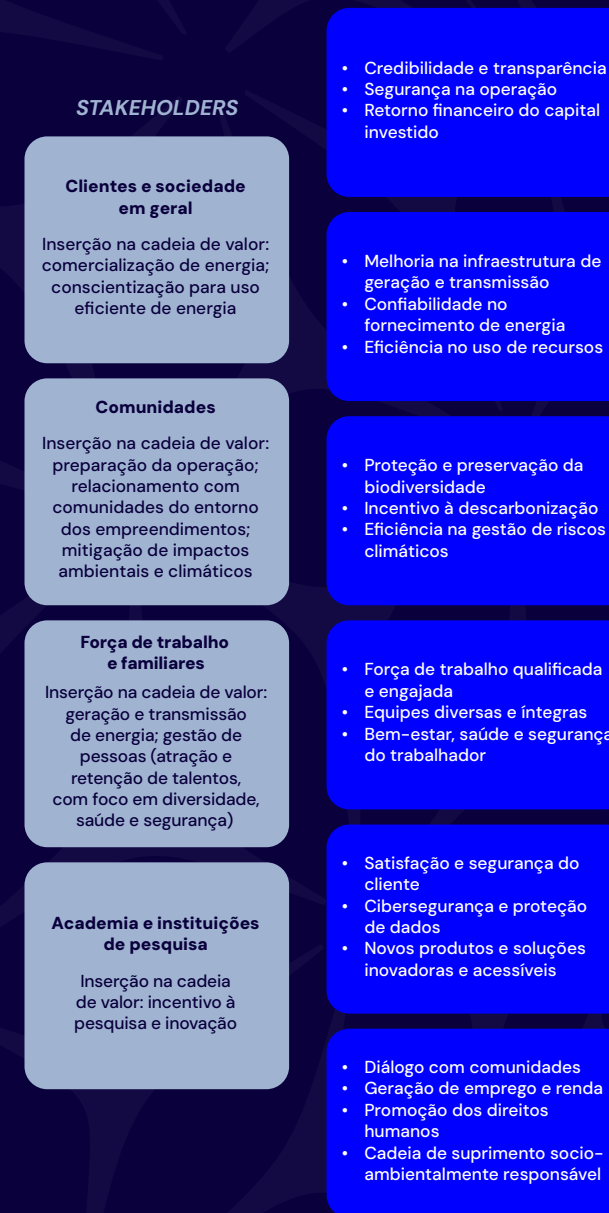 STAKEHOLDERS
Clientes e sociedade
em geral
Inserção na cadeia de valor:
comercialização de energia;
conscientização para uso
eficiente de energia
Comunidades
Inserção na cadeia de valor:
preparação da operação;
relacionamento com
comunidades do entorno
dos empreendimentos;
mitigação de impactos
ambientais e climáticos
Força de trabalho
e familiares
Inserção na cadeia de valor:
geração e transmissão
de energia; gestão de
pessoas (atração e
retenção de talentos,
com foco em diversidade,
saúde e segurança)
Academia e instituições
de pesquisa
Inserção na cadeia
de valor: incentivo à
pesquisa e inovação
• Credibilidade e transparência
• Segurança na operação
• Retorno financeiro do capital
investido
• Melhoria na infraestrutura de
geração e transmissão
• Confiabilidade no
fornecimento de energia
• Eficiência no uso de recursos
• Proteção e preservação da
biodiversidade
• Incentivo à descarbonização
• Eficiência na gestão de riscos
climáticos
• Força de trabalho qualificada
e engajada
• Equipes diversas e íntegras
• Bem-estar, saúde e segurança
do trabalhador
• Satisfação e segurança do
cliente
• Cibersegurança e proteção
de dados
• Novos produtos e soluções
inovadoras e acessíveis
• Diálogo com comunidades
• Geração de emprego e renda
• Promoção dos direitos
humanos
• Cadeia de suprimento socio-
ambientalmente responsável